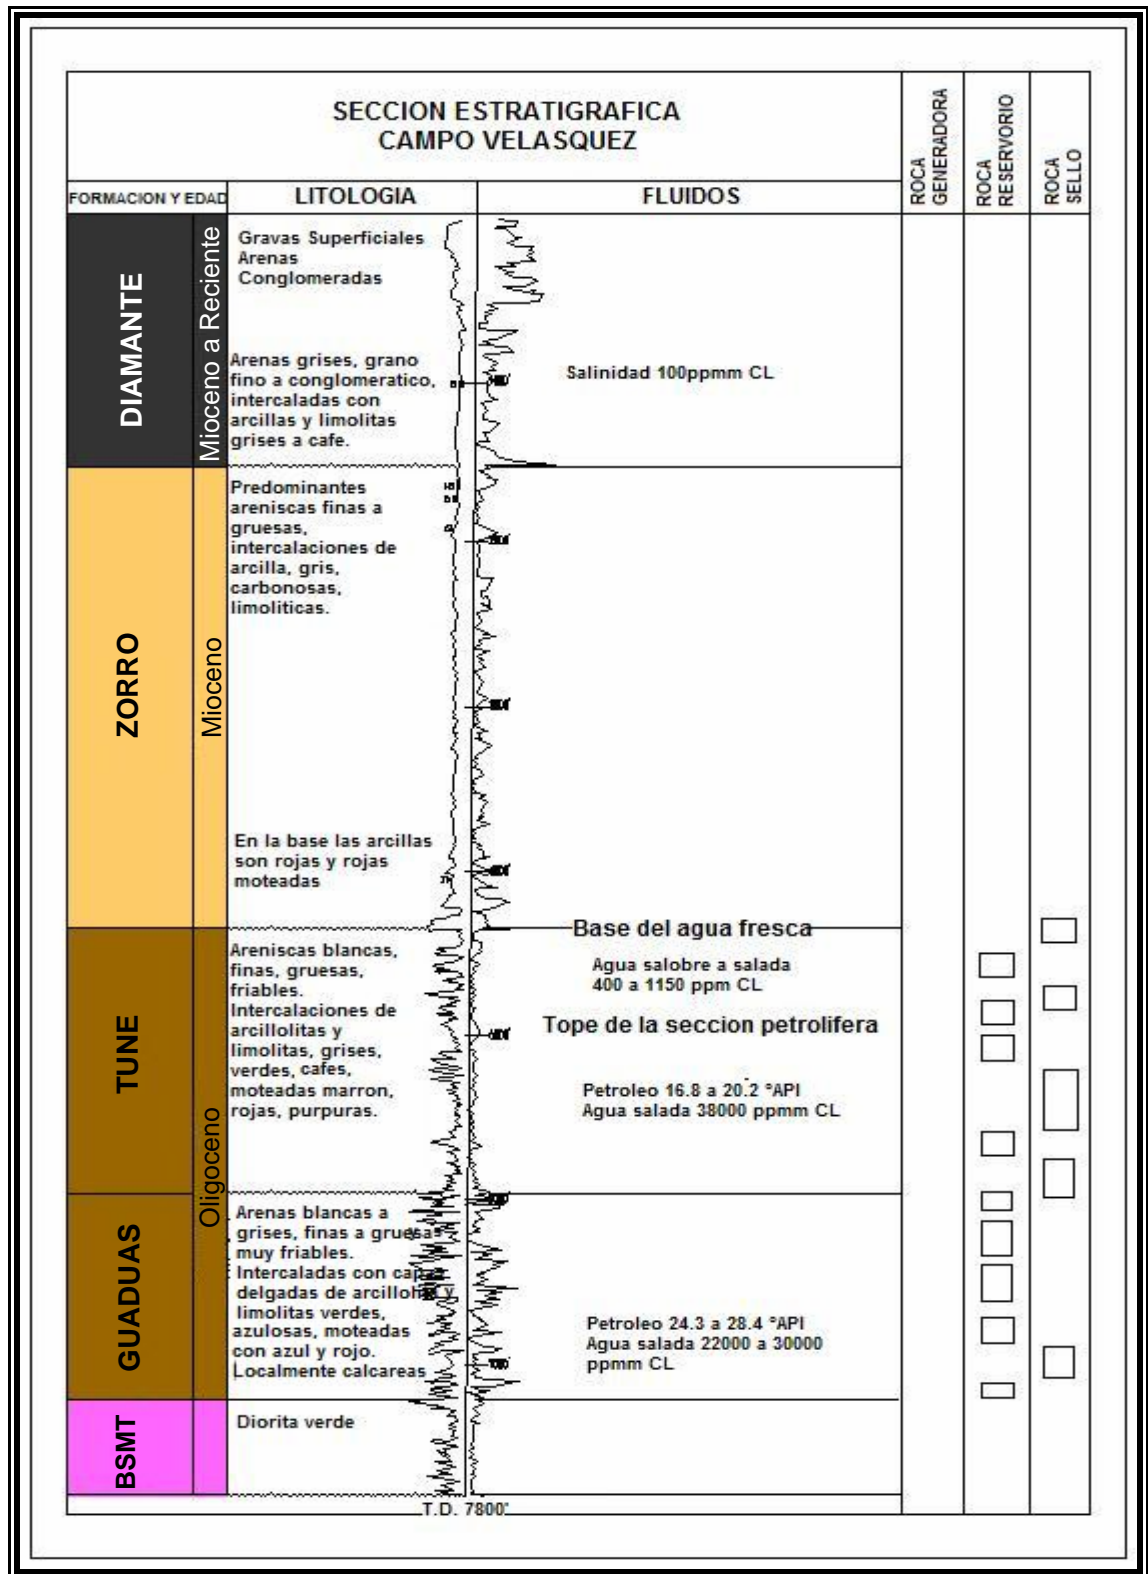 SECCION ESTRATIGRAFICA
CAMPO VELASQUEZ
ROCA
GENERADORA
ROCA
RESERVORIO
ROCA
SELLO
FORMACION Y EDAD
LITOLOGIA
FLUIDOS
DIAMANTE
Mioceno a Reciente
Gravas Superficiales
Arenas
Conglomeradas
Arenas grises, grano
fino a conglomeratico,
intercaladas con
arcillas y limolitas
grises a cafe.
Salinidad 100ppmm CL
ZORRO
Mioceno
Predominantes
areniscas finas a
gruesas,
intercalaciones de
arcilla, gris,
carbonosas,
limoliticas.
En la base las arcillas
son rojas y rojas
moteadas
Base del agua fresca
TUNE
Oligoceno
Areniscas blancas,
finas, gruesas,
friables.
Intercalaciones de
arcillolitas y
limolitas, grises,
verdes, cafes,
moteadas marron,
rojas, purpuras.
Agua salobre a salada
400 a 1150 ppm CL
Tope de la seccion petrolifera
Petroleo 16.8 a 20.2 °API
Agua salada 38000 ppmm CL
GUADUAS
Arenas blancas a
grises, finas a gruesas
muy friables.
Intercaladas con capas
delgadas de y
limolitas verdes,
azulosas, moteadas
con azul y rojo.
Localmente calcareas
Petroleo 24.3 a 28.4 °API
Agua salada 22000 a 30000
ppmm CL
BSMT
Diorita verde
T.D. 7800'